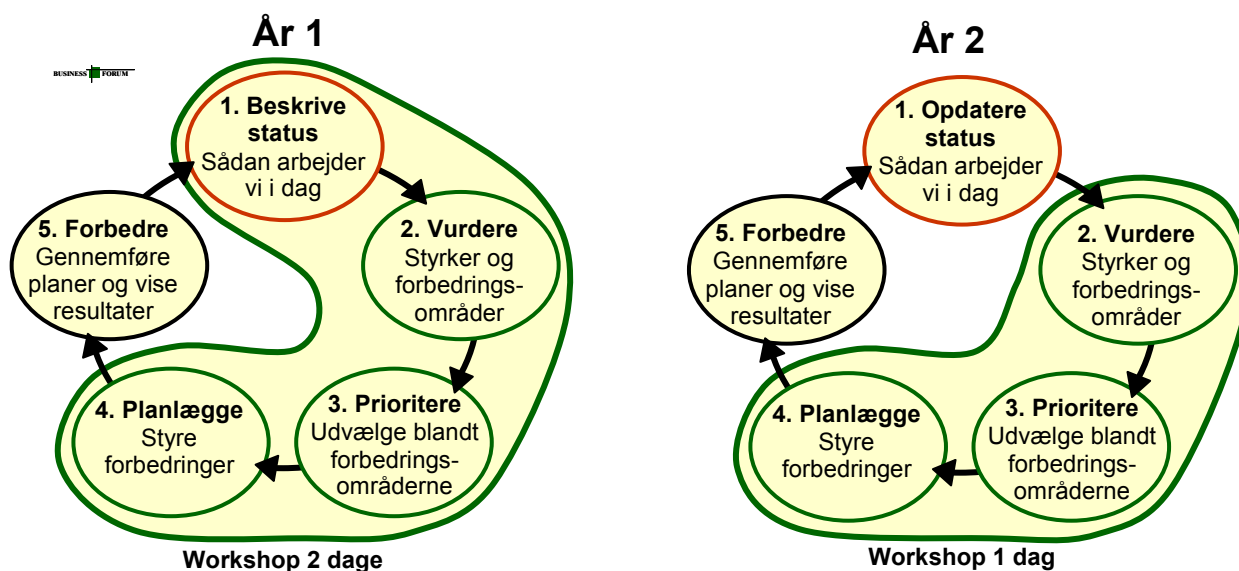 År 1
BUSINESS FORUM
1. Beskrive
status
Sådan arbejder
vi i dag
2. Vurdere
Styrker og
forbedrings-
områder
3. Prioritere
Udvælge blandt
forbedrings-
områderne
4. Planlægge
Styre
forbedringer
5. Forbedre
Gennemføre
planer og vise
resultater
Workshop 2 dage
År 2
1. Opdatere
status
Sådan arbejder
vi i dag
2. Vurdere
Styrker og
forbedrings-
områder
3. Prioritere
Udvælge blandt
forbedrings-
områderne
4. Planlægge
Styre
forbedringer
5. Forbedre
Gennemføre
planer og vise
resultater
Workshop 1 dag